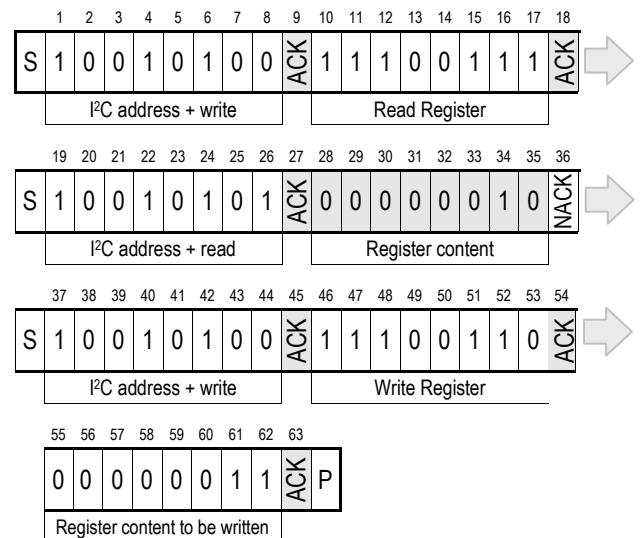 1 2 3 4 5 6 7 8 9 10 11 12 13 14 15 16 17 18
S 1 0 0 1 0 1 0 0 ACK 1 1 1 0 0 1 1 1 ACK
I²C address + write Read Register
19 20 21 22 23 24 25 26 27 28 29 30 31 32 33 34 35 36
S 1 0 0 1 0 1 0 1 ACK 0 0 0 0 0 0 1 0 NACK
I²C address + read Register content
37 38 39 40 41 42 43 44 45 46 47 48 49 50 51 52 53 54
S 1 0 0 1 0 1 0 0 ACK 1 1 1 0 0 1 1 0 ACK
I²C address + write Write Register
55 56 57 58 59 60 61 62 63
0 0 0 0 0 0 1 1 ACK P
Register content to be written